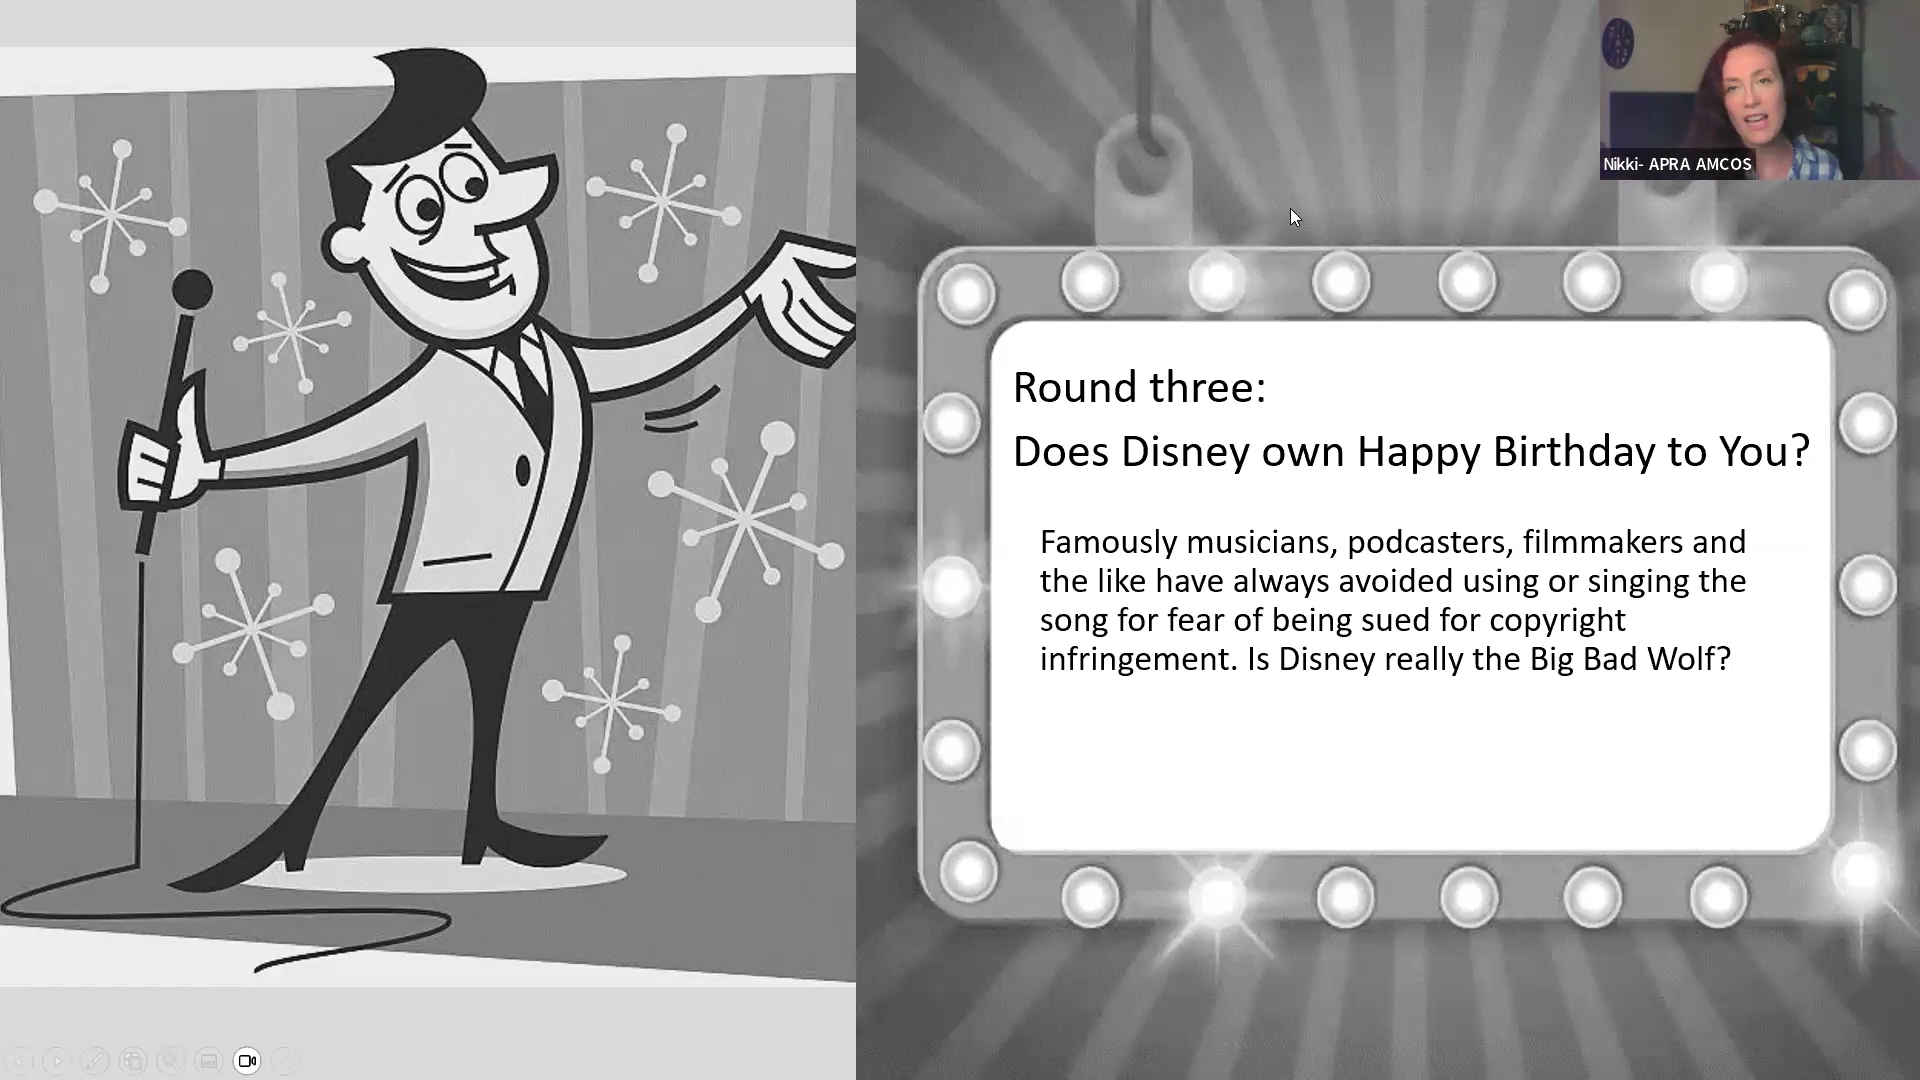 Nikki- APRA AMCOS
Round three:
Does Disney own Happy Birthday to You?
Famously musicians, podcasters, filmmakers and
the like have always avoided using or singing the
song for fear of being sued for copyright
infringement. Is Disney really the Big Bad Wolf?